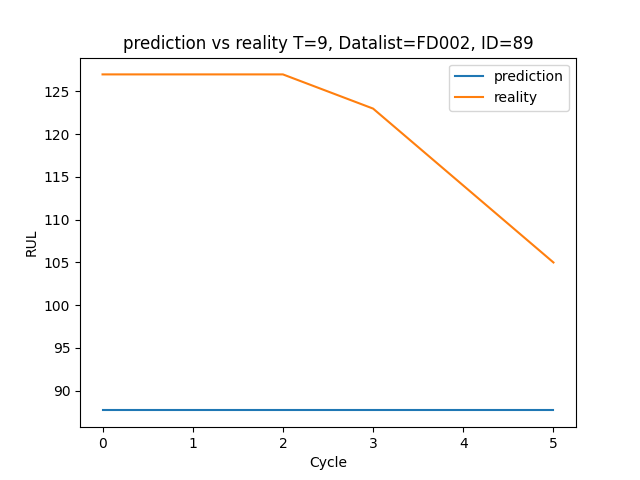 prediction vs reality T=9, Datalist=FD002, ID=89
prediction
reality
125
120
115
110
105
100
95
90
RUL
0 1 2 3 4 5
Cycle